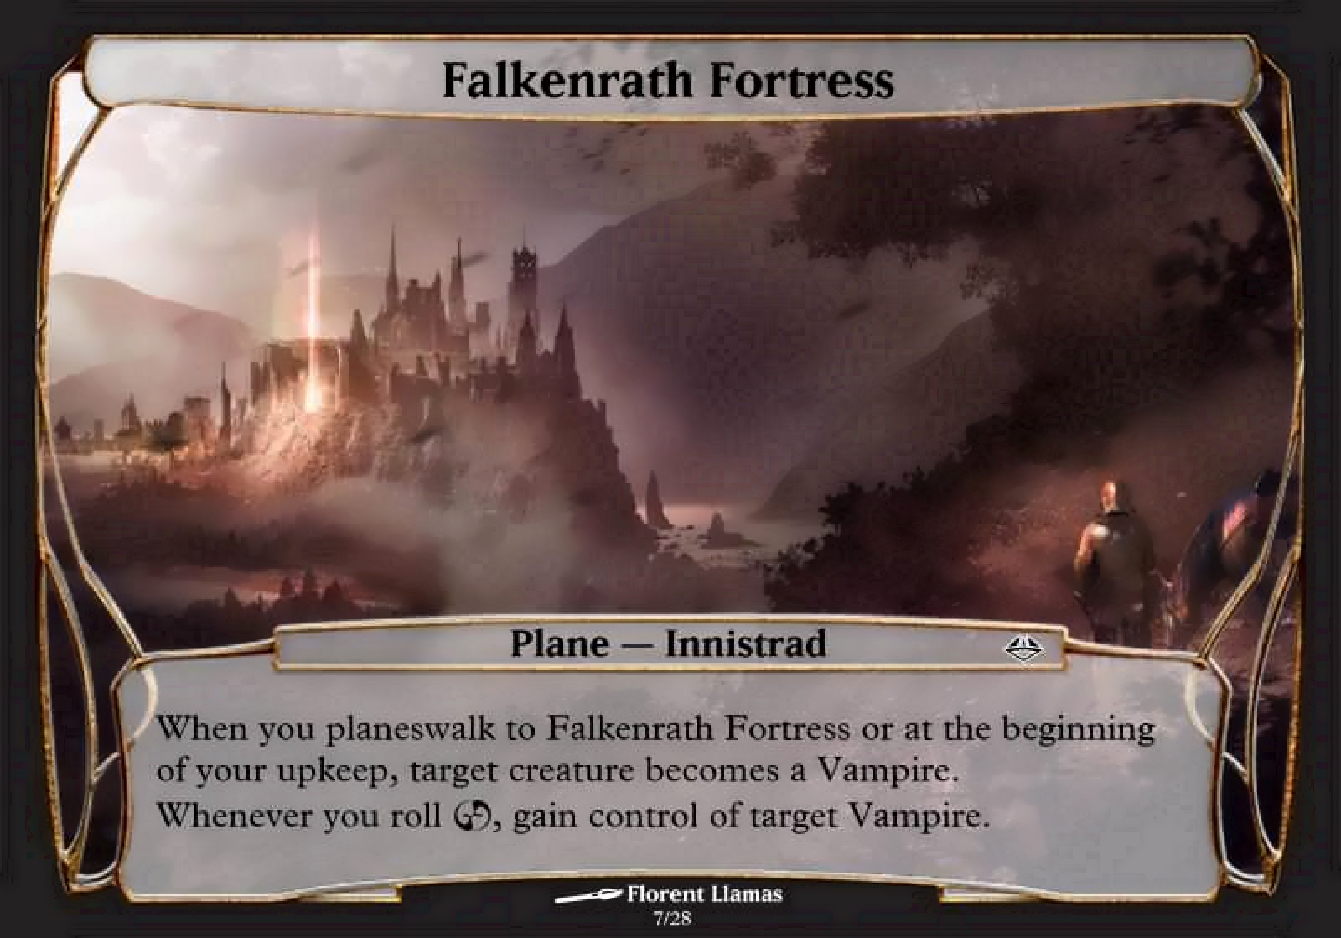 Falkenrath Fortress
Plane — Innistrad
When you planeswalk to Falkenrath Fortress or at the beginning
of your upkeep, target creature becomes a Vampire.
Whenever you roll , gain control of target Vampire.
Florent Llamas
7/28